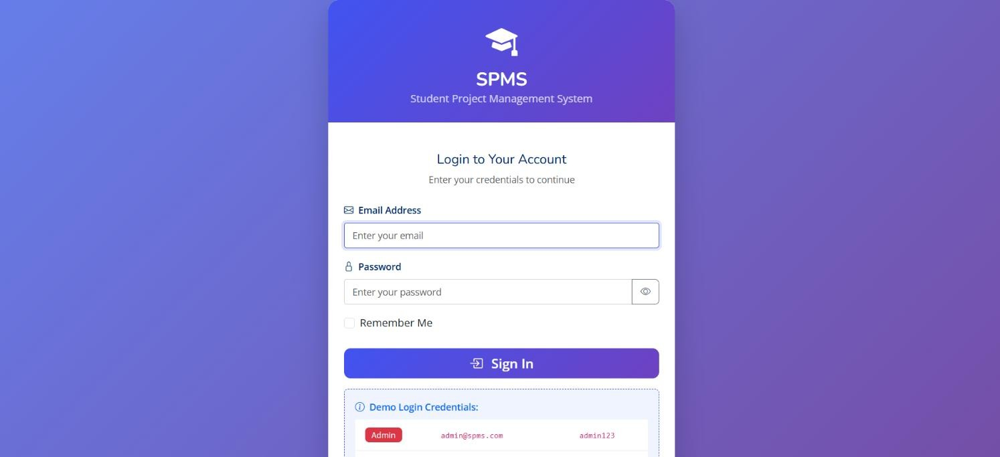 SPMS
Student Project Management System
Login to Your Account
Enter your credentials to continue
Email Address
Enter your email
Password
Enter your password
Remember Me
Sign In
Demo Login Credentials:
Admin admin@spms.com admin123